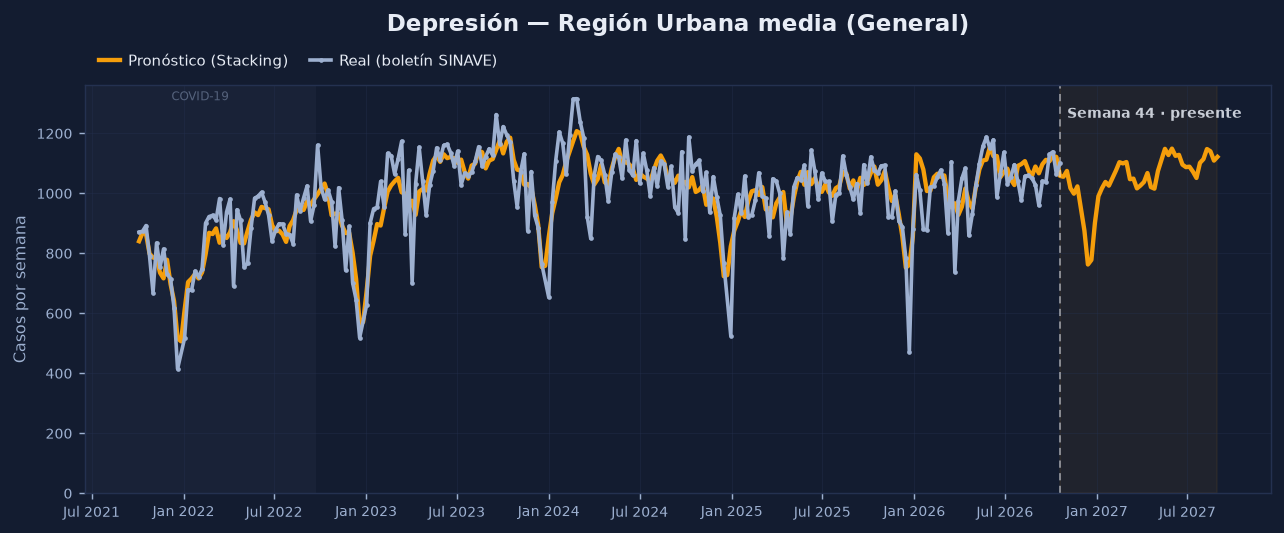 Depresión — Región Urbana media (General)
Pronóstico (Stacking)
Real (boletín SINAVE)
COVID-19
Semana 44 · presente
Casos por semana
1200
1000
800
600
400
200
0
Jul 2021
Jan 2022
Jul 2022
Jan 2023
Jul 2023
Jan 2024
Jul 2024
Jan 2025
Jul 2025
Jan 2026
Jul 2026
Jan 2027
Jul 2027